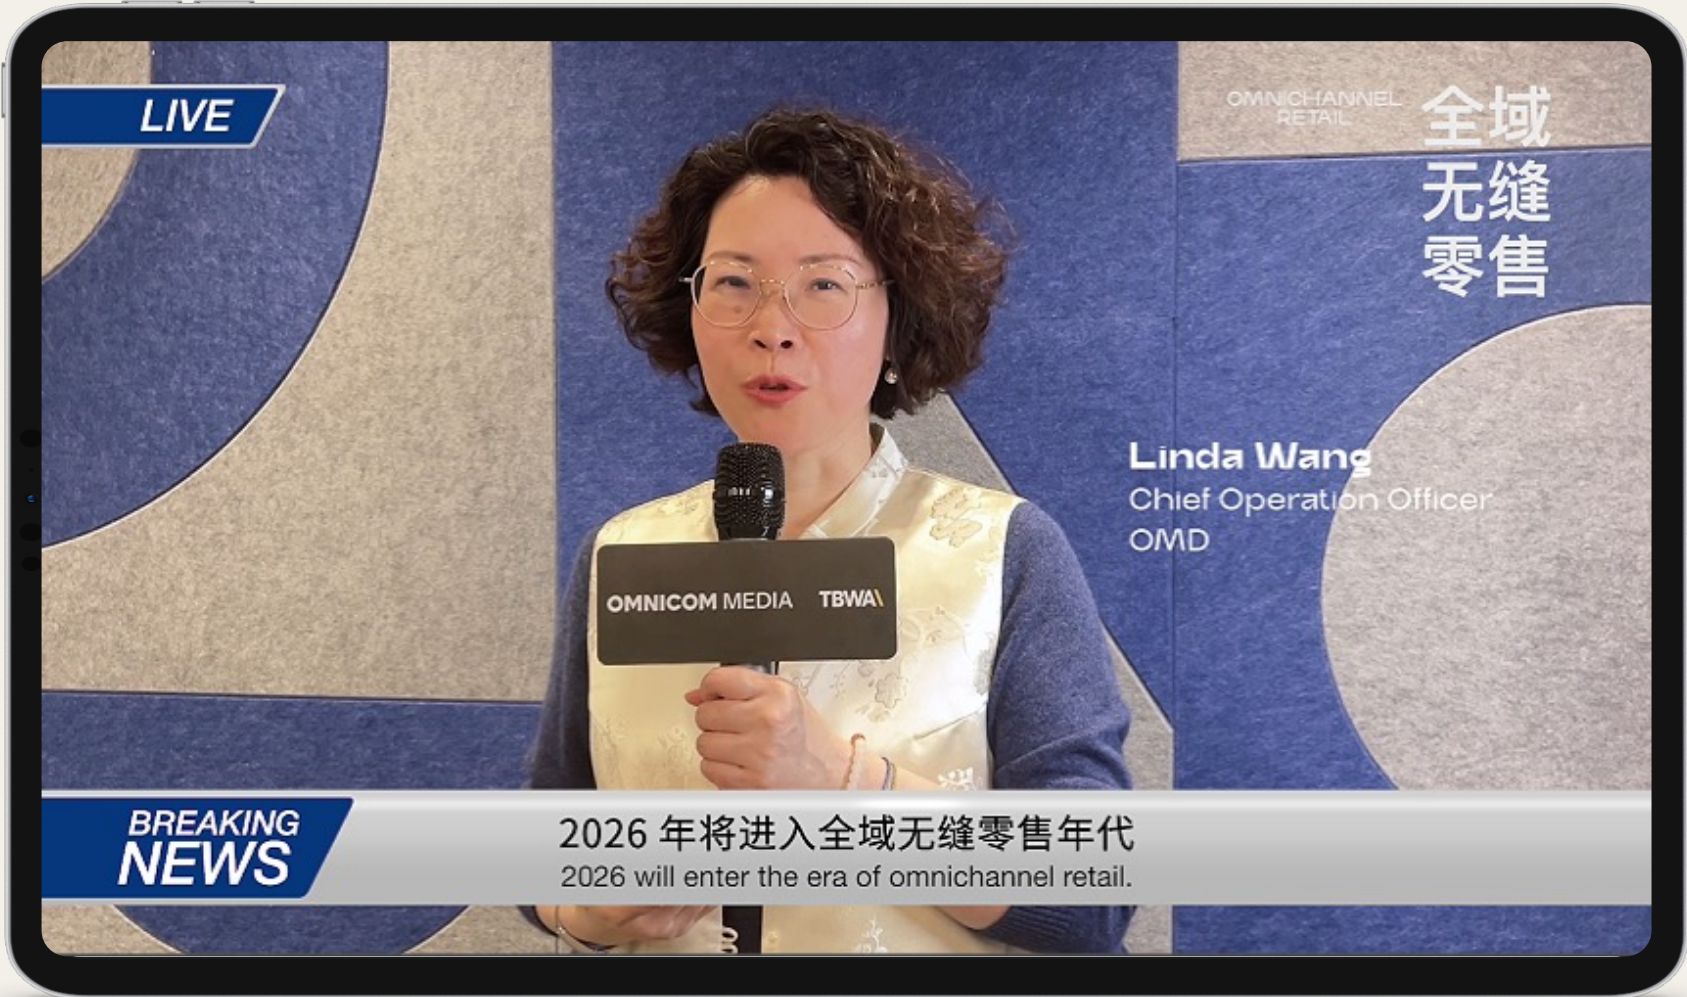 LIVE
OMNICHANNEL
RETAIL
全域
无缝
零售
Linda Wang
Chief Operation Officer
OMD
OMNICOM MEDIA TBWA\
BREAKING
NEWS
2026 年将进入全域无缝零售年代
2026 will enter the era of omnichannel retail.